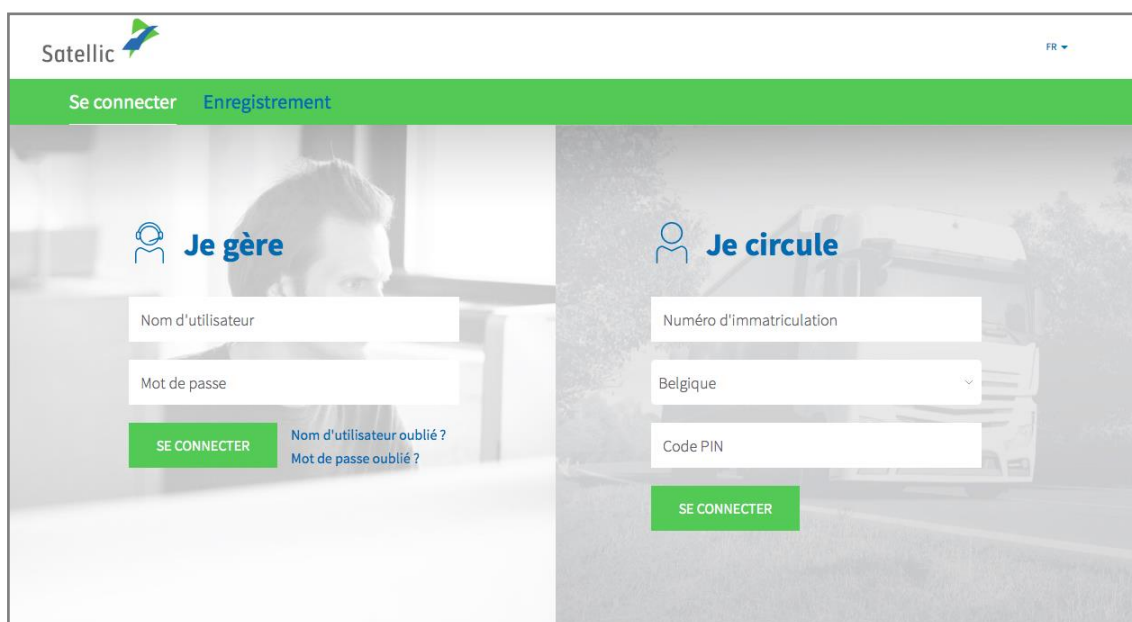 Satellic
FR
Se connecter Enregistrement
Je gère
Nom d'utilisateur
Mot de passe
SE CONNECTER
Nom d'utilisateur oublié ?
Mot de passe oublié ?
Je circule
Numéro d'immatriculation
Belgique
Code PIN
SE CONNECTER